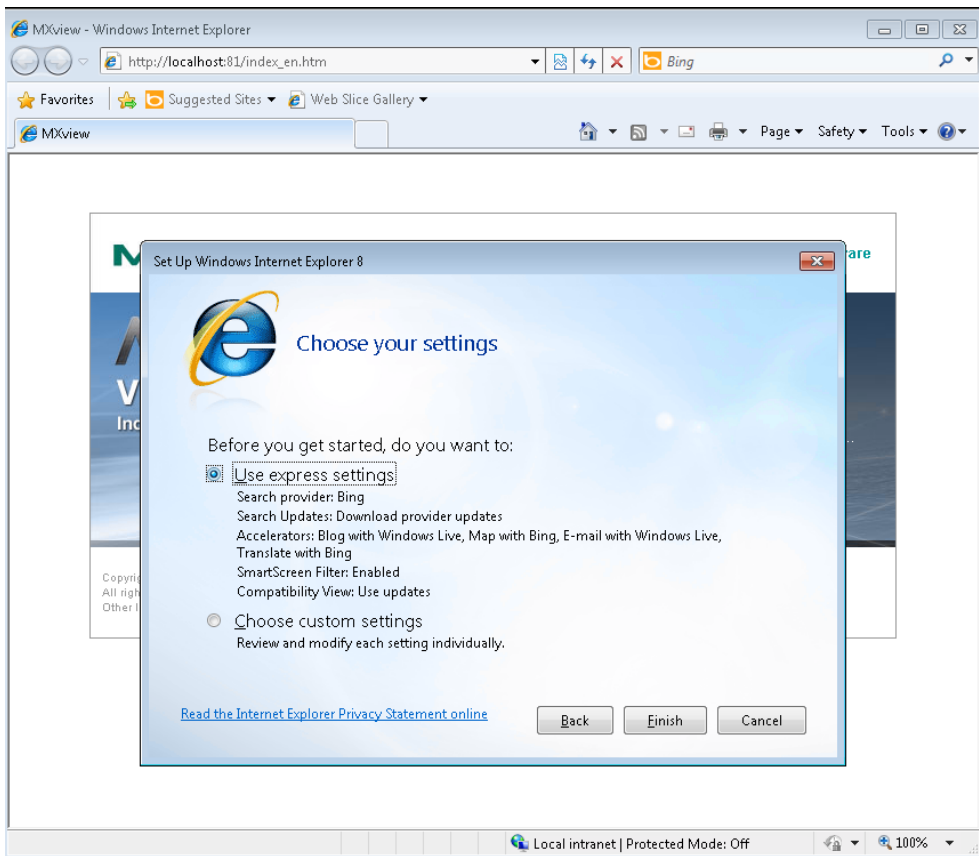 MXview - Windows Internet Explorer
http://localhost:81/index_en.htm
Bing
Favorites
Suggested Sites
Web Slice Gallery
MXview
Page
Safety
Tools
Set Up Windows Internet Explorer 8
Choose your settings
Before you get started, do you want to:
Use express settings
Search provider: Bing
Search Updates: Download provider updates
Accelerators: Blog with Windows Live, Map with Bing, E-mail with Windows Live,
Translate with Bing
SmartScreen Filter: Enabled
Compatibility View: Use updates
Choose custom settings
Review and modify each setting individually.
Read the Internet Explorer Privacy Statement online
Back
Finish
Cancel
All
Other
Local intranet | Protected Mode: Off
100%